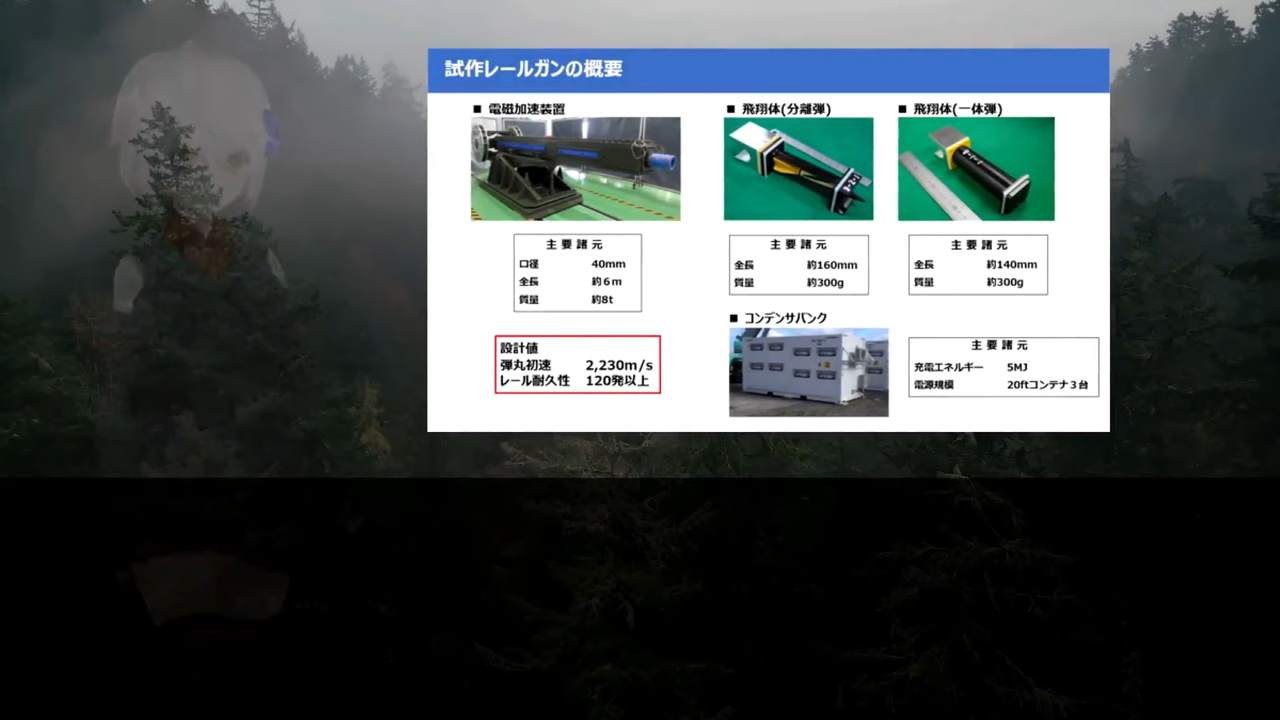 試作レールガンの概要
■ 電磁加速装置
主要諸元
口径 40mm
全長 約6m
質量 約8t
設計値
弾丸初速 2,230m/s
レール耐久性 120発以上
■ 飛翔体(分離弾)
主要諸元
全長 約160mm
質量 約300g
■ 飛翔体(一体弾)
主要諸元
全長 約140mm
質量 約300g
■ コンデンサバンク
主要諸元
充電エネルギー 5MJ
電源規模 20ftコンテナ3台